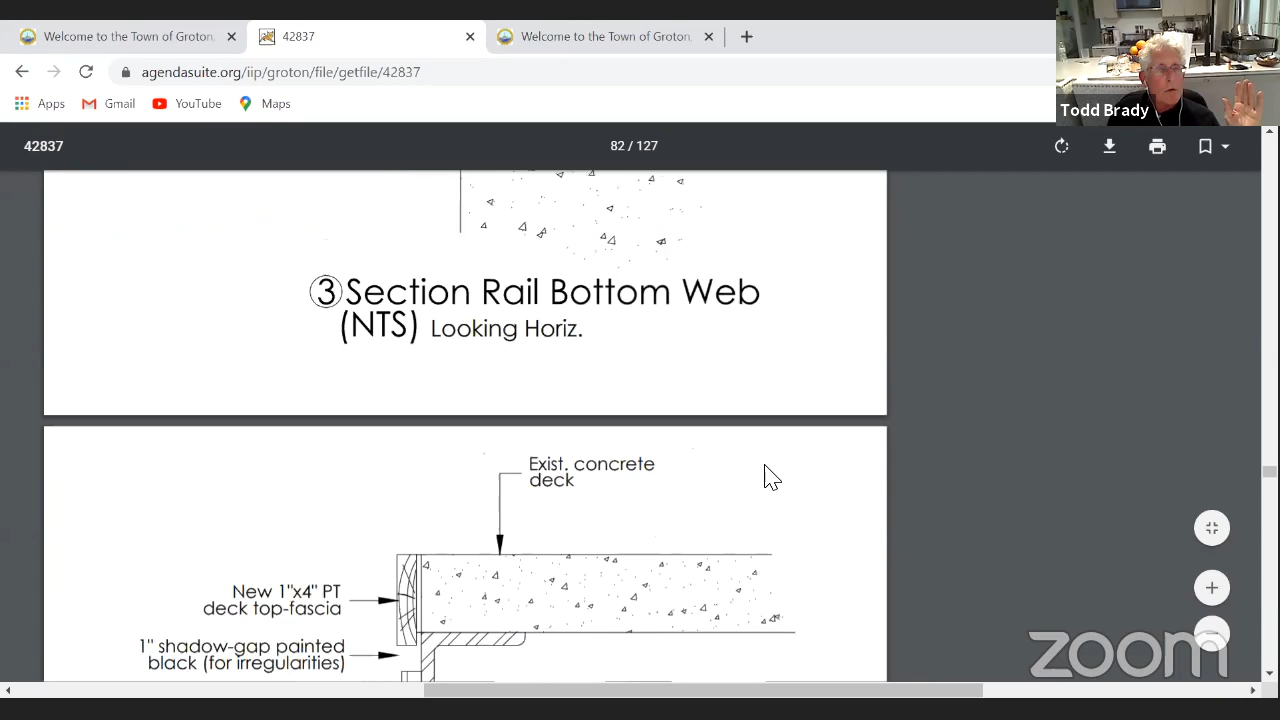 Welcome to the Town of Groton,
42837
Welcome to the Town of Groton,
agendasuite.org/iip/groton/file/getfile/42837
Apps
Gmail
YouTube
Maps
Todd Brady
42837
82 / 127
3 Section Rail Bottom Web
(NTS) Looking Horiz.
Exist. concrete
deck
New 1"x4" PT
deck top-fascia
1" shadow-gap painted
black (for irregularities)
zoom